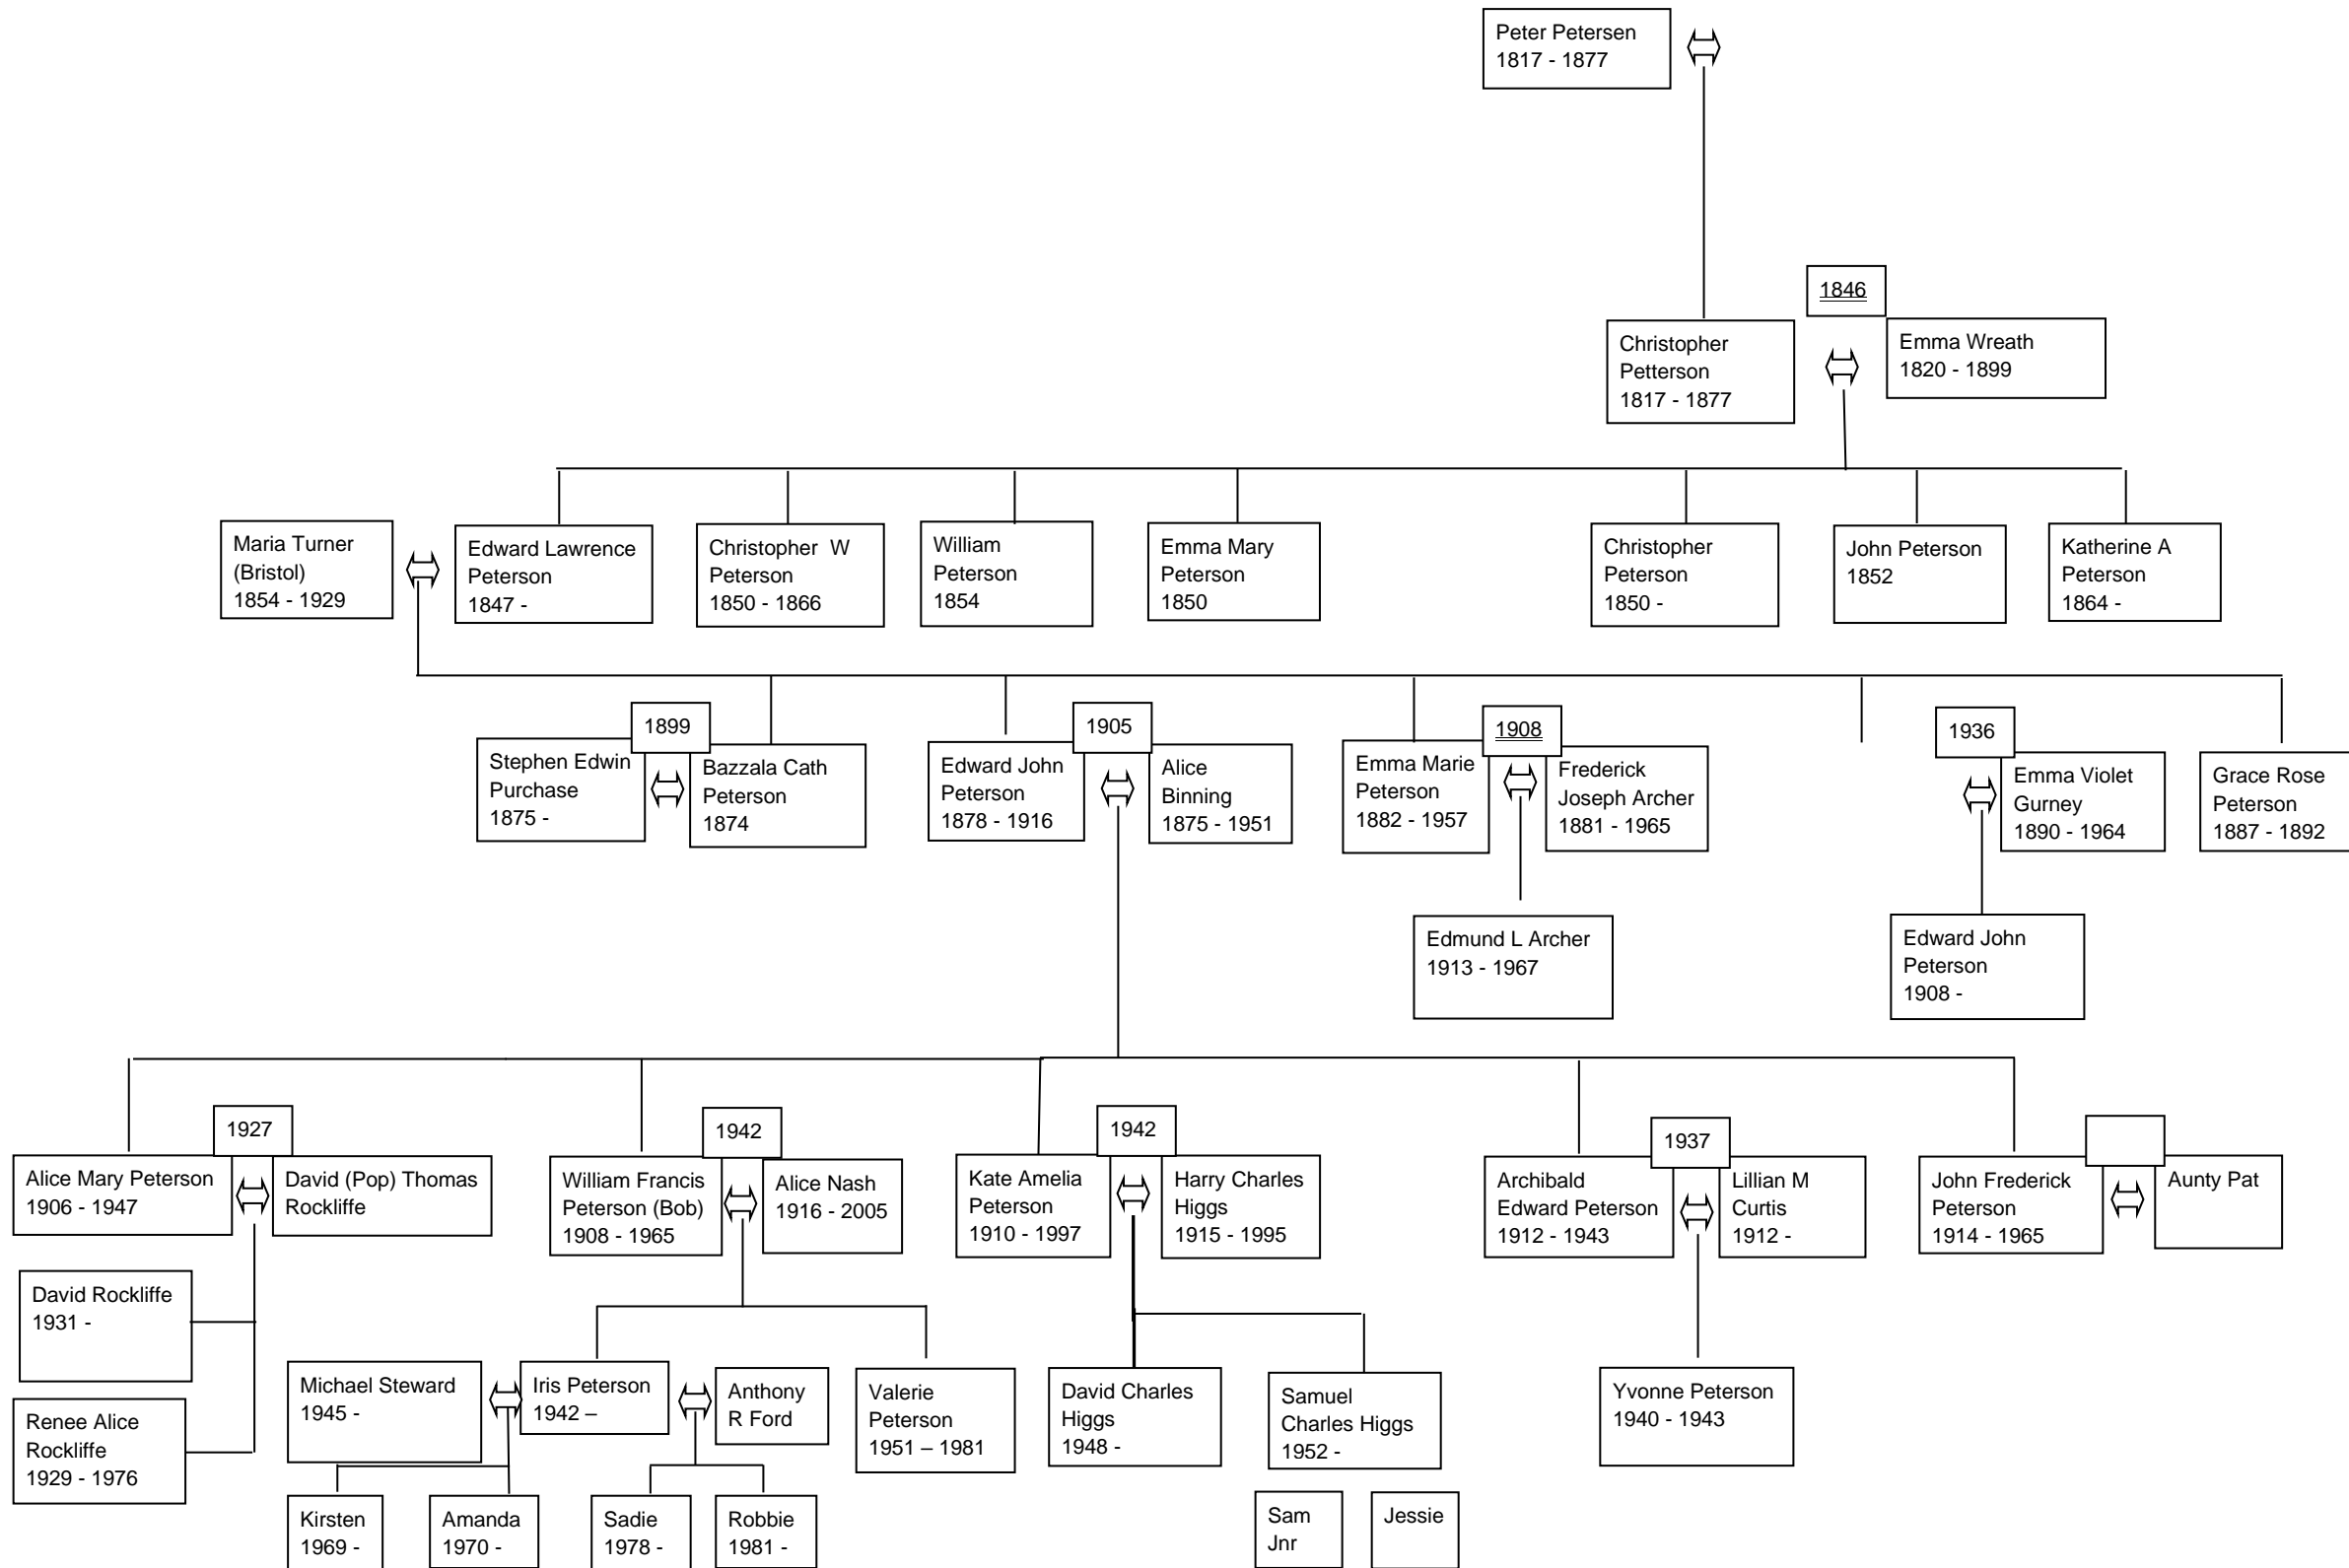 Peter Petersen
1817 - 1877
1846
Christopher
Petterson
1817 - 1877
Emma Wreath
1820 - 1899
Maria Turner
(Bristol)
1854 - 1929
Edward Lawrence
Peterson
1847 -
Christopher W
Peterson
1850 - 1866
William
Peterson
1854
Emma Mary
Peterson
1850
Christopher
Peterson
1850 -
John Peterson
1852
Katherine A
Peterson
1864 -
1899
Stephen Edwin
Purchase
1875 -
Bazzala Cath
Peterson
1874
1905
Edward John
Peterson
1878 - 1916
Alice
Binning
1875 - 1951
1908
Emma Marie
Peterson
1882 - 1957
Frederick
Joseph Archer
1881 - 1965
1936
Emma Violet
Gurney
1890 - 1964
Grace Rose
Peterson
1887 - 1892
Edmund L Archer
1913 - 1967
Edward John
Peterson
1908 -
1927
Alice Mary Peterson
1906 - 1947
David (Pop) Thomas
Rockliffe
1942
William Francis
Peterson (Bob)
1908 - 1965
Alice Nash
1916 - 2005
1942
Kate Amelia
Peterson
1910 - 1997
Harry Charles
Higgs
1915 - 1995
1937
Archibald
Edward Peterson
1912 - 1943
Lillian M
Curtis
1912 -
John Frederick
Peterson
1914 - 1965
Aunty Pat
David Rockliffe
1931 -
Renee Alice
Rockliffe
1929 - 1976
Michael Steward
1945 -
Iris Peterson
1942 –
Anthony
R Ford
Valerie
Peterson
1951 – 1981
David Charles
Higgs
1948 -
Samuel
Charles Higgs
1952 -
Yvonne Peterson
1940 - 1943
Kirsten
1969 -
Amanda
1970 -
Sadie
1978 -
Robbie
1981 -
Sam
Jnr
Jessie